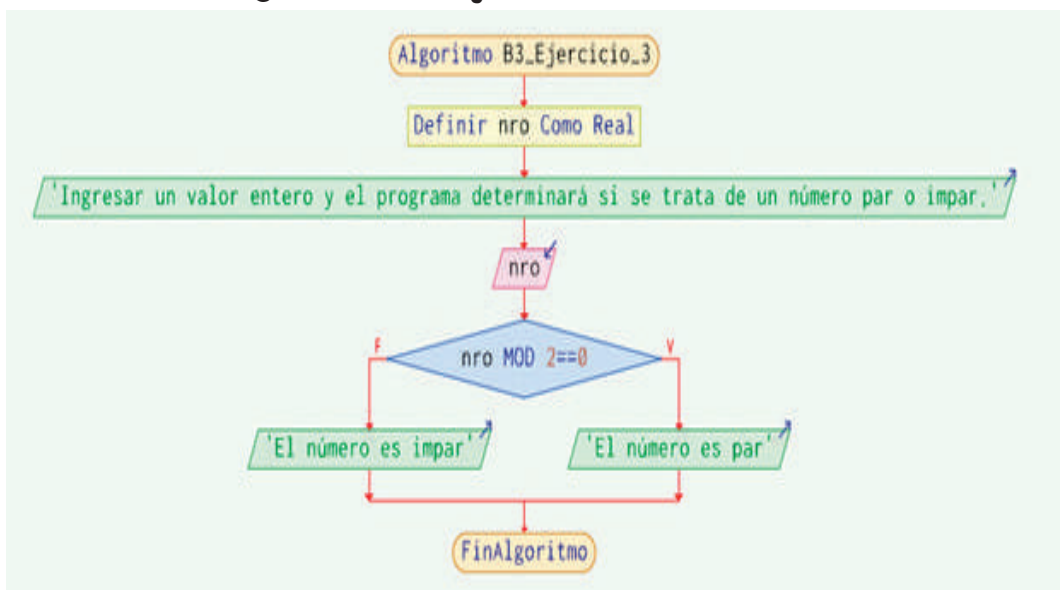 Algoritmo B3_Ejercicio_3
Definir nro Como Real
'Ingresar un valor entero y el programa determinará si se trata de un número par o impar.'
nro
F
V
nro MOD 2==0
'El número es impar'
'El número es par'
FinAlgoritmo